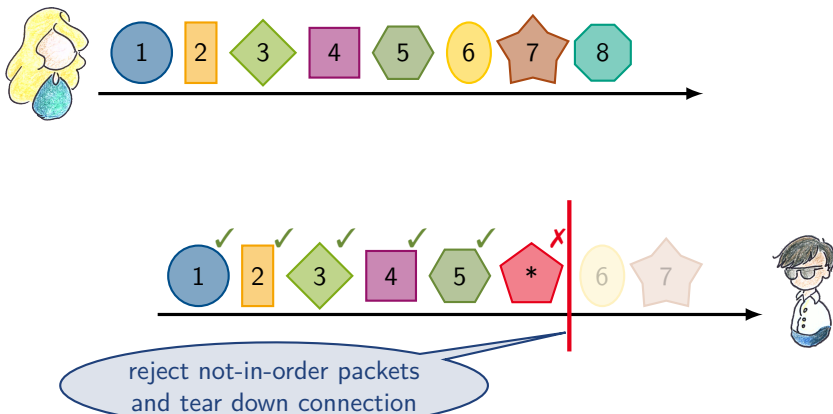 1 2 3 4 5 6 7 8
✓ ✓ ✓ ✓ ✓ ✗
1 2 3 4 5 * 6 7
reject not-in-order packets
and tear down connection